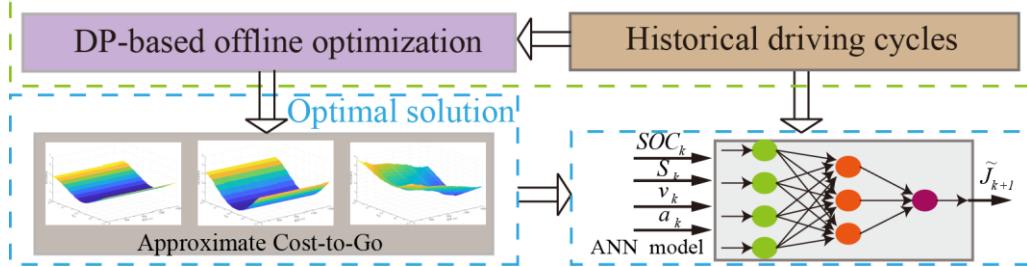 DP-based offline optimization
Historical driving cycles
Optimal solution
Approximate Cost-to-Go
SOC_k
S_k
v_k
a_k
ANN model
J̃_{k+1}